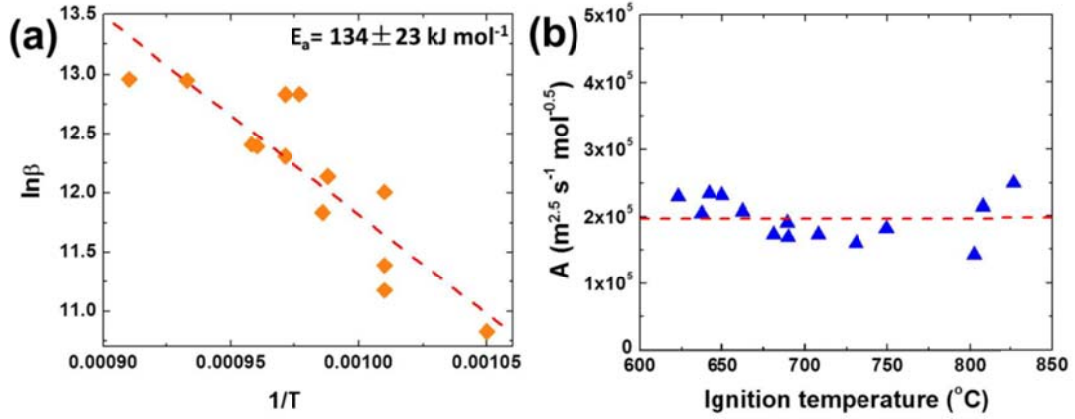 (a)
E_a= 134±23 kJ mol^-1
13.5
13.0
12.5
12.0
11.5
11.0
lnβ
0.00090
0.00095
0.00100
0.00105
1/T
(b)
5x10^5
4x10^5
3x10^5
2x10^5
1x10^5
0
A (m^2.5 s^-1 mol^-0.5)
600
650
700
750
800
850
Ignition temperature (°C)